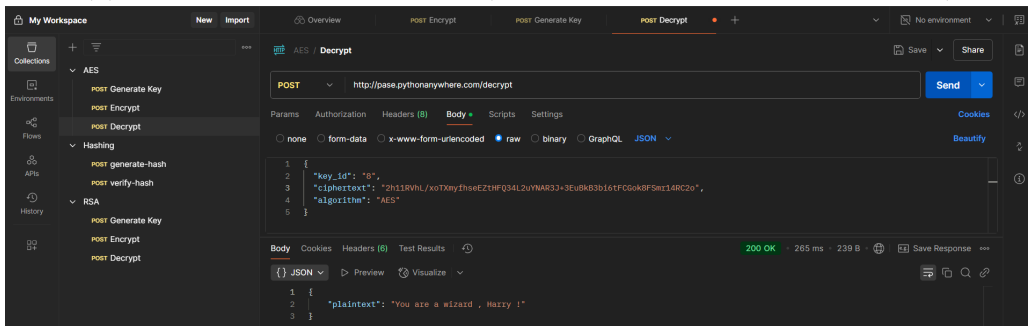 My Workspace New Import Overview POST Encrypt POST Generate Key POST Decrypt No environment
Collections
Environments
Flows
APIs
History
AES
POST Generate Key
POST Encrypt
POST Decrypt
Hashing
POST generate-hash
POST verify-hash
RSA
POST Generate Key
POST Encrypt
POST Decrypt
HTTP AES / Decrypt Save Share
POST http://pase.pythonanywhere.com/decrypt Send
Params Authorization Headers (8) Body Scripts Settings Cookies
none form-data x-www-form-urlencoded raw binary GraphQL JSON Beautify
1 {
2 "key_id": "8",
3 "ciphertext": "2h11RVhL/xoTXmyfhseEZtHFQ34L2uYNAR3J+3EuBkB3bi6tFCGok8FSmr14RC2o",
4 "algorithm": "AES"
5 }
Body Cookies Headers (6) Test Results 200 OK 265 ms 239 B Save Response
{} JSON Preview Visualize
1 {
2 "plaintext": "You are a wizard , Harry !"
3 }